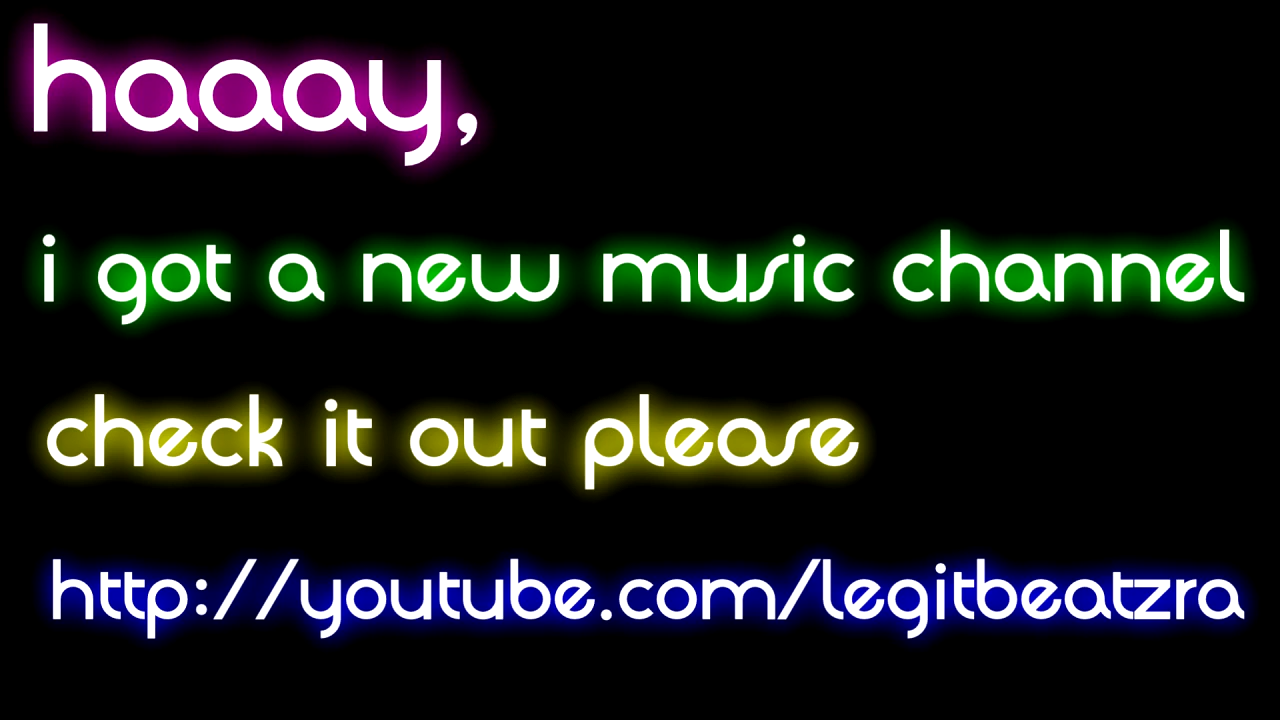 haaay,
i got a new music channel
check it out please
http://youtube.com/legitbeatzra